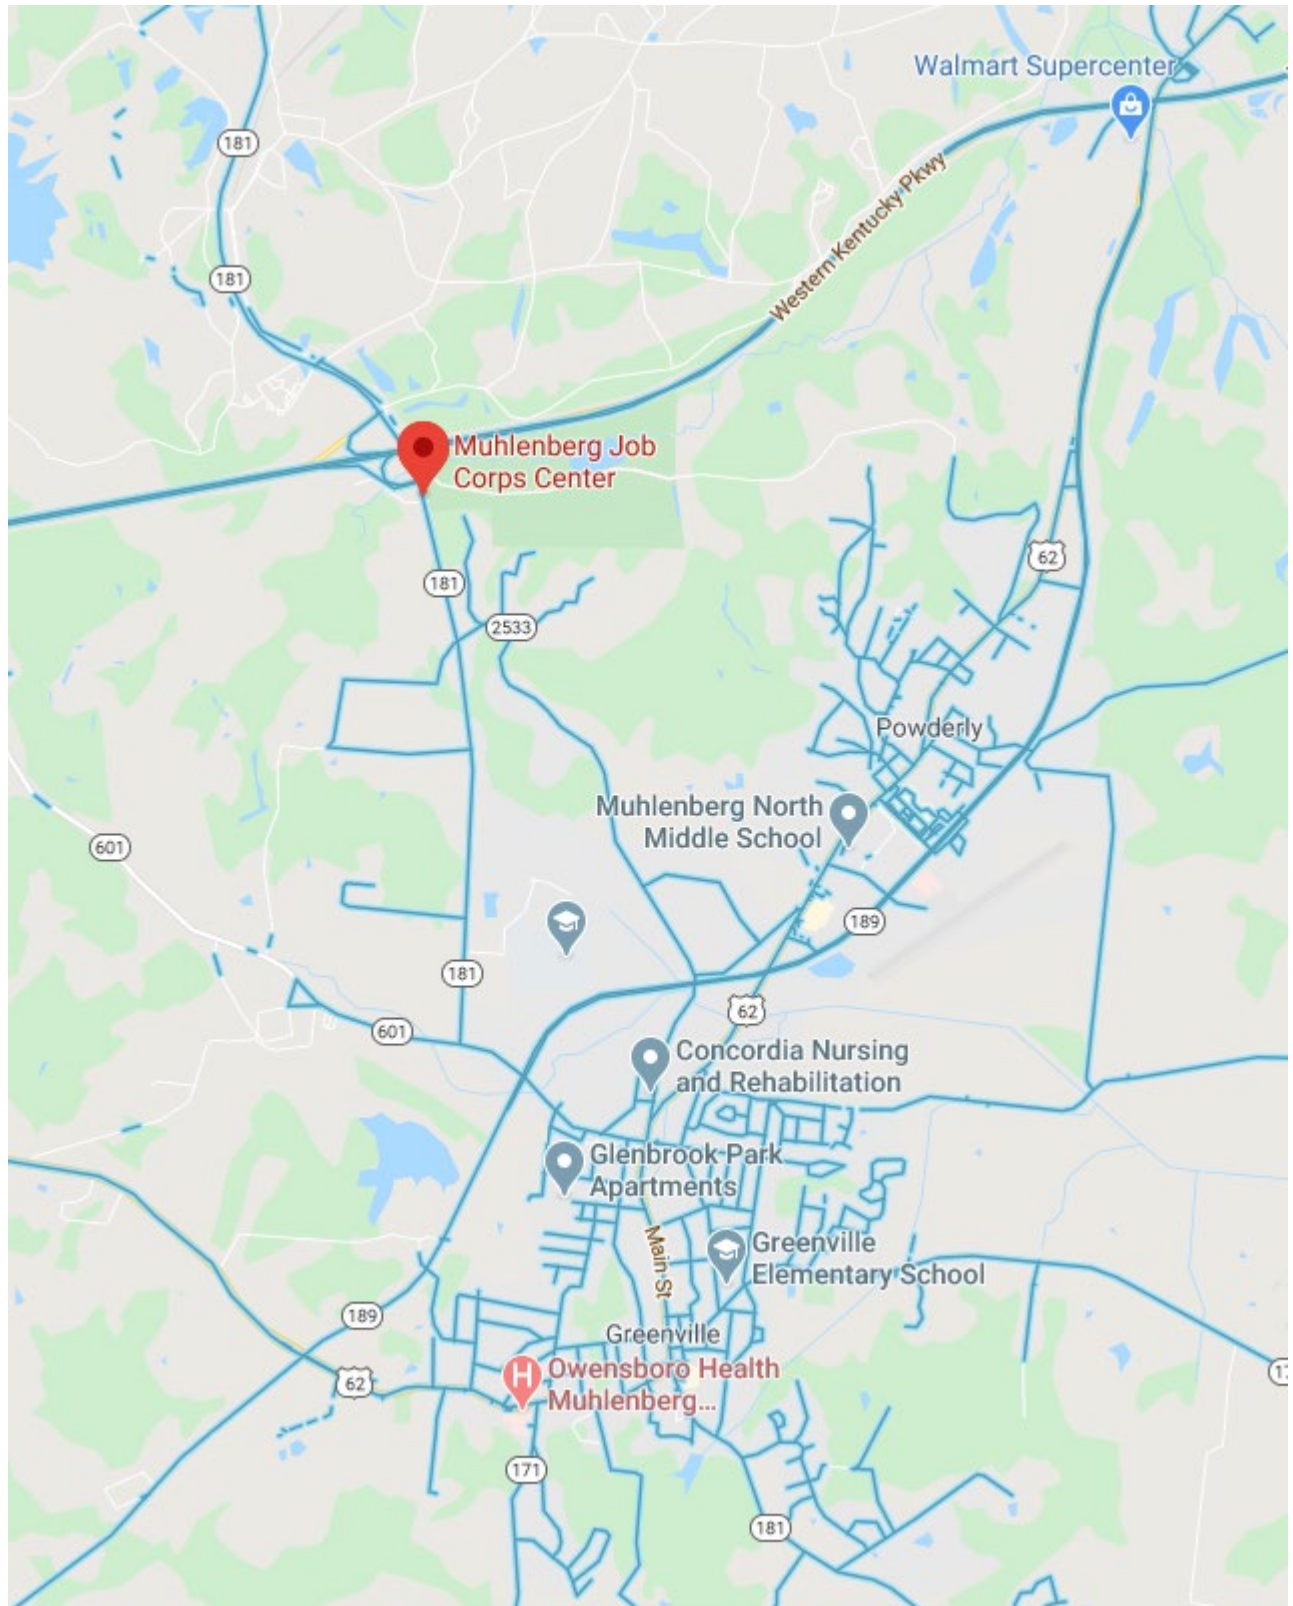 Walmart Supercenter
181
Western Kentucky Pkwy
181
Muhlenberg Job
Corps Center
62
181
2533
Powderly
Muhlenberg North
Middle School
601
189
181
62
601
Concordia Nursing
and Rehabilitation
Glenbrook Park
Apartments
Main St
Greenville
Elementary School
189
Greenville
Owensboro Health
Muhlenberg...
62
171
181